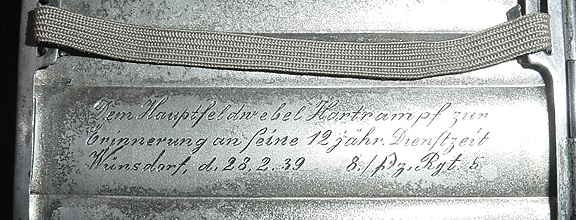 Dem Hauptfeldwebel Hartrampf zur
Erinnerung an seine 12 jähr. Dienstzeit
Wünsdorf, d. 28.2.39 8./Pz. Rgt. 5